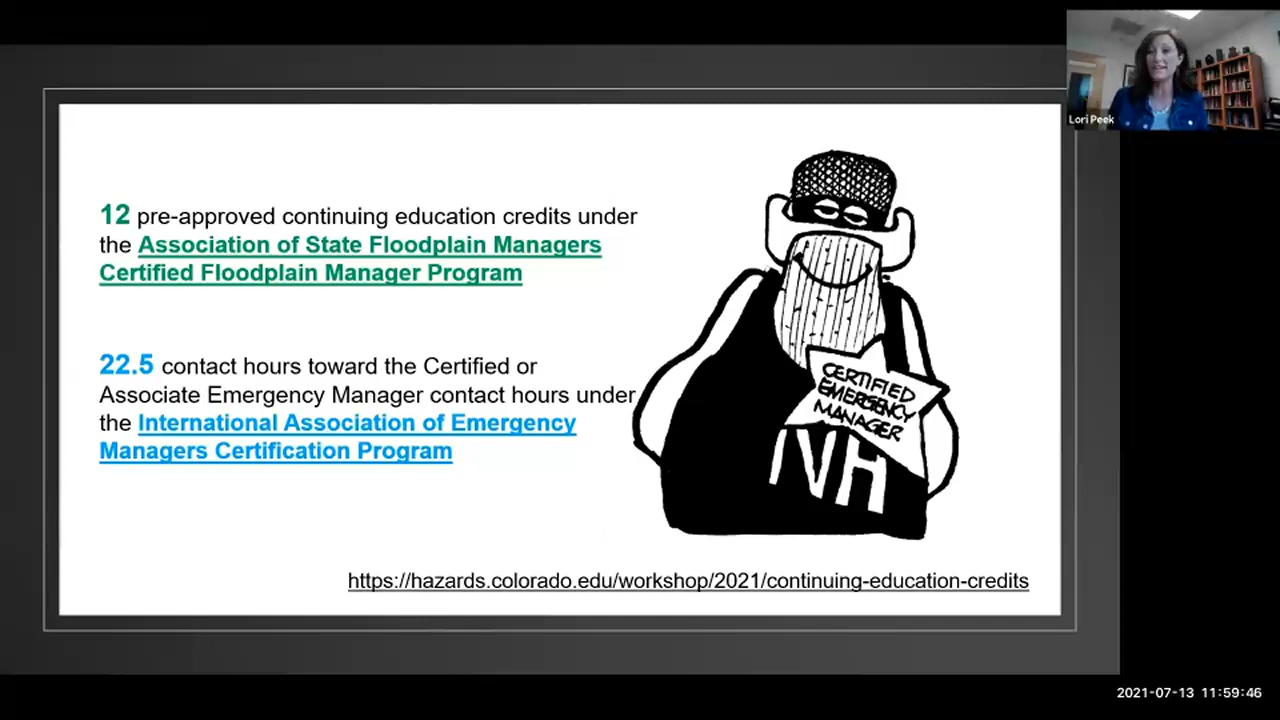 Lori Peek
12 pre-approved continuing education credits under
the Association of State Floodplain Managers
Certified Floodplain Manager Program
22.5 contact hours toward the Certified or
Associate Emergency Manager contact hours under
the International Association of Emergency
Managers Certification Program
CERTIFIED
EMERGENCY
MANAGER
NH
https://hazards.colorado.edu/workshop/2021/continuing-education-credits
2021-07-13 11:59:46